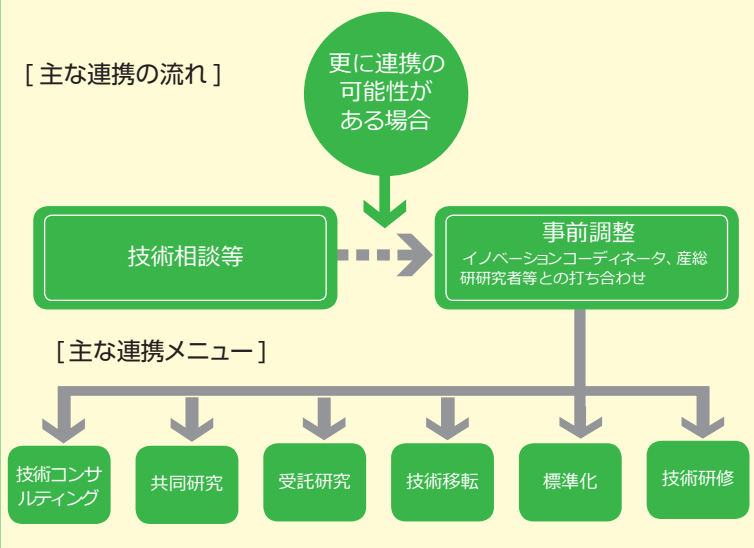 [ 主な連携の流れ ]
更に連携の
可能性が
ある場合
技術相談等
事前調整
イノベーションコーディネータ、産総
研研究者等との打ち合わせ
[ 主な連携メニュー ]
技術コンサ
ルティング
共同研究
受託研究
技術移転
標準化
技術研修